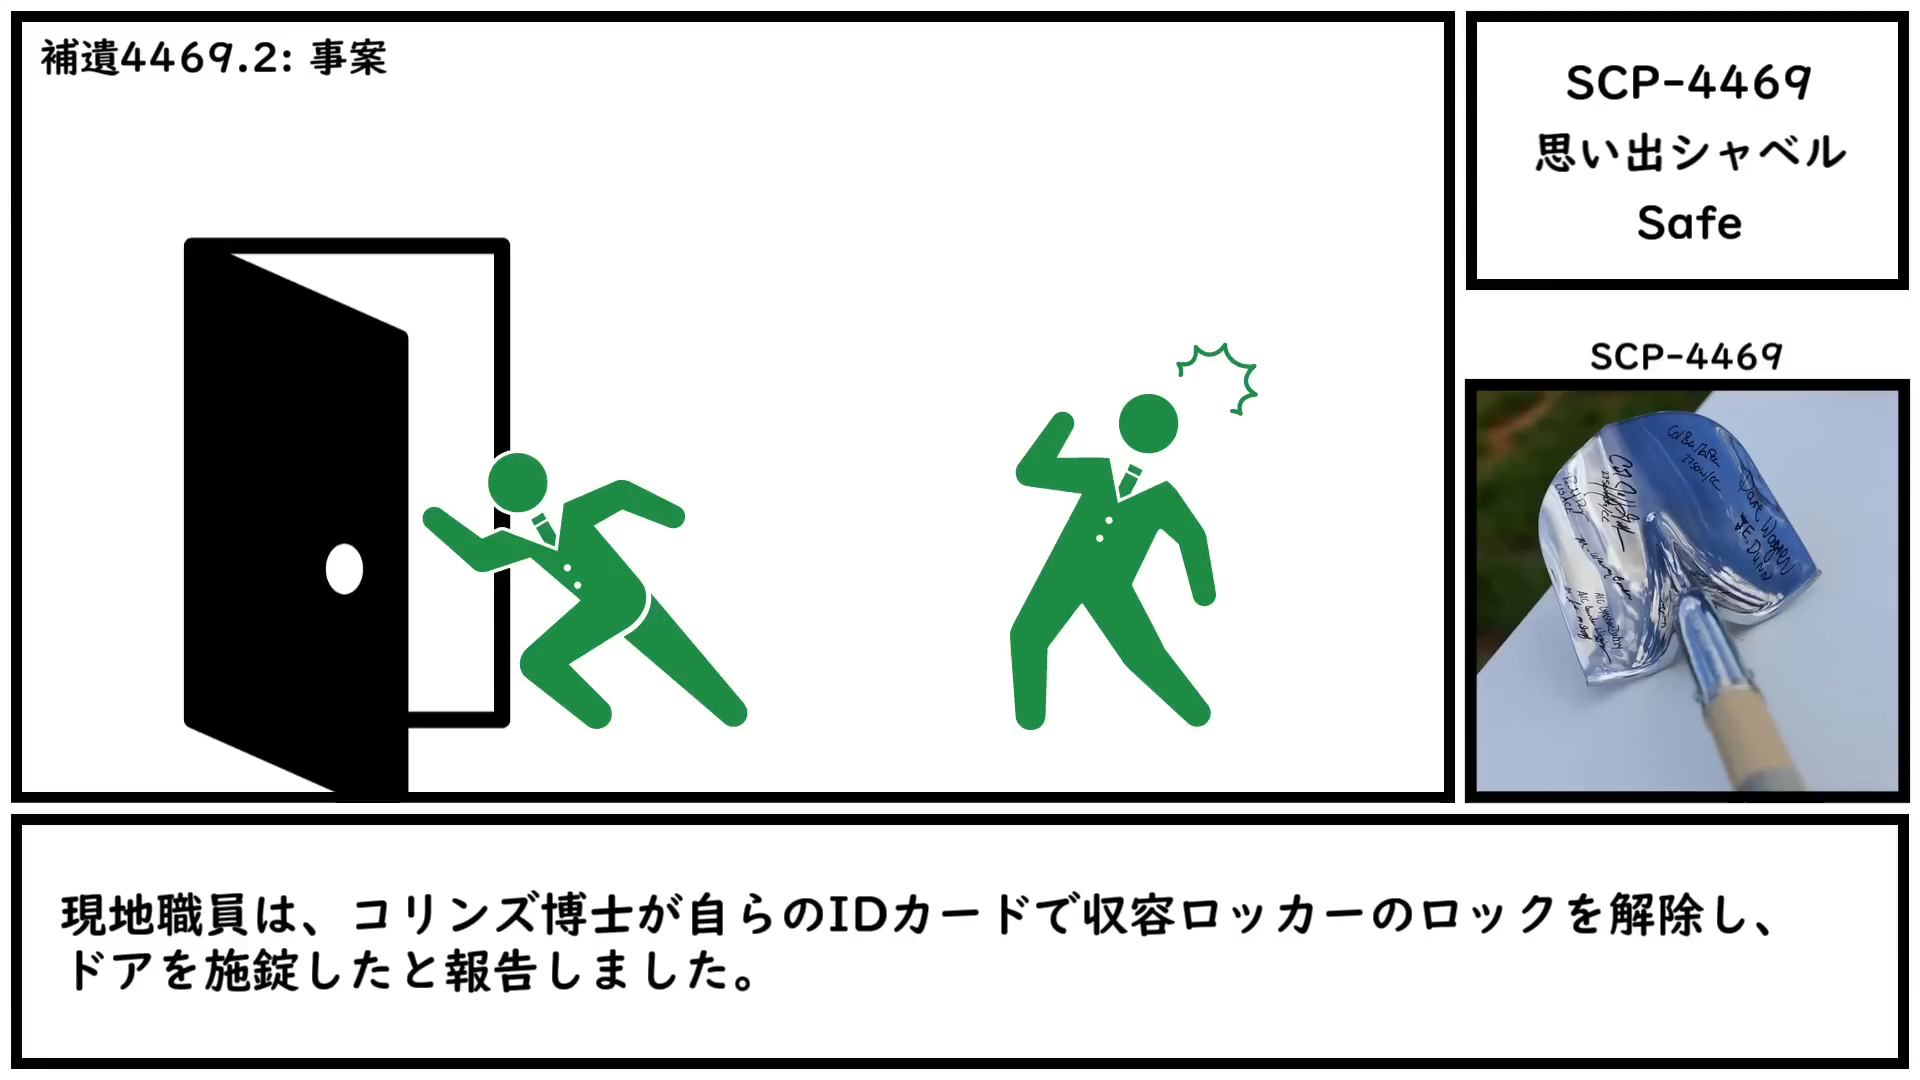 補遺4469.2: 事案
SCP-4469
思い出シャベル
Safe
SCP-4469
現地職員は、コリンズ博士が自らのIDカードで収容ロッカーのロックを解除し、
ドアを施錠したと報告しました。